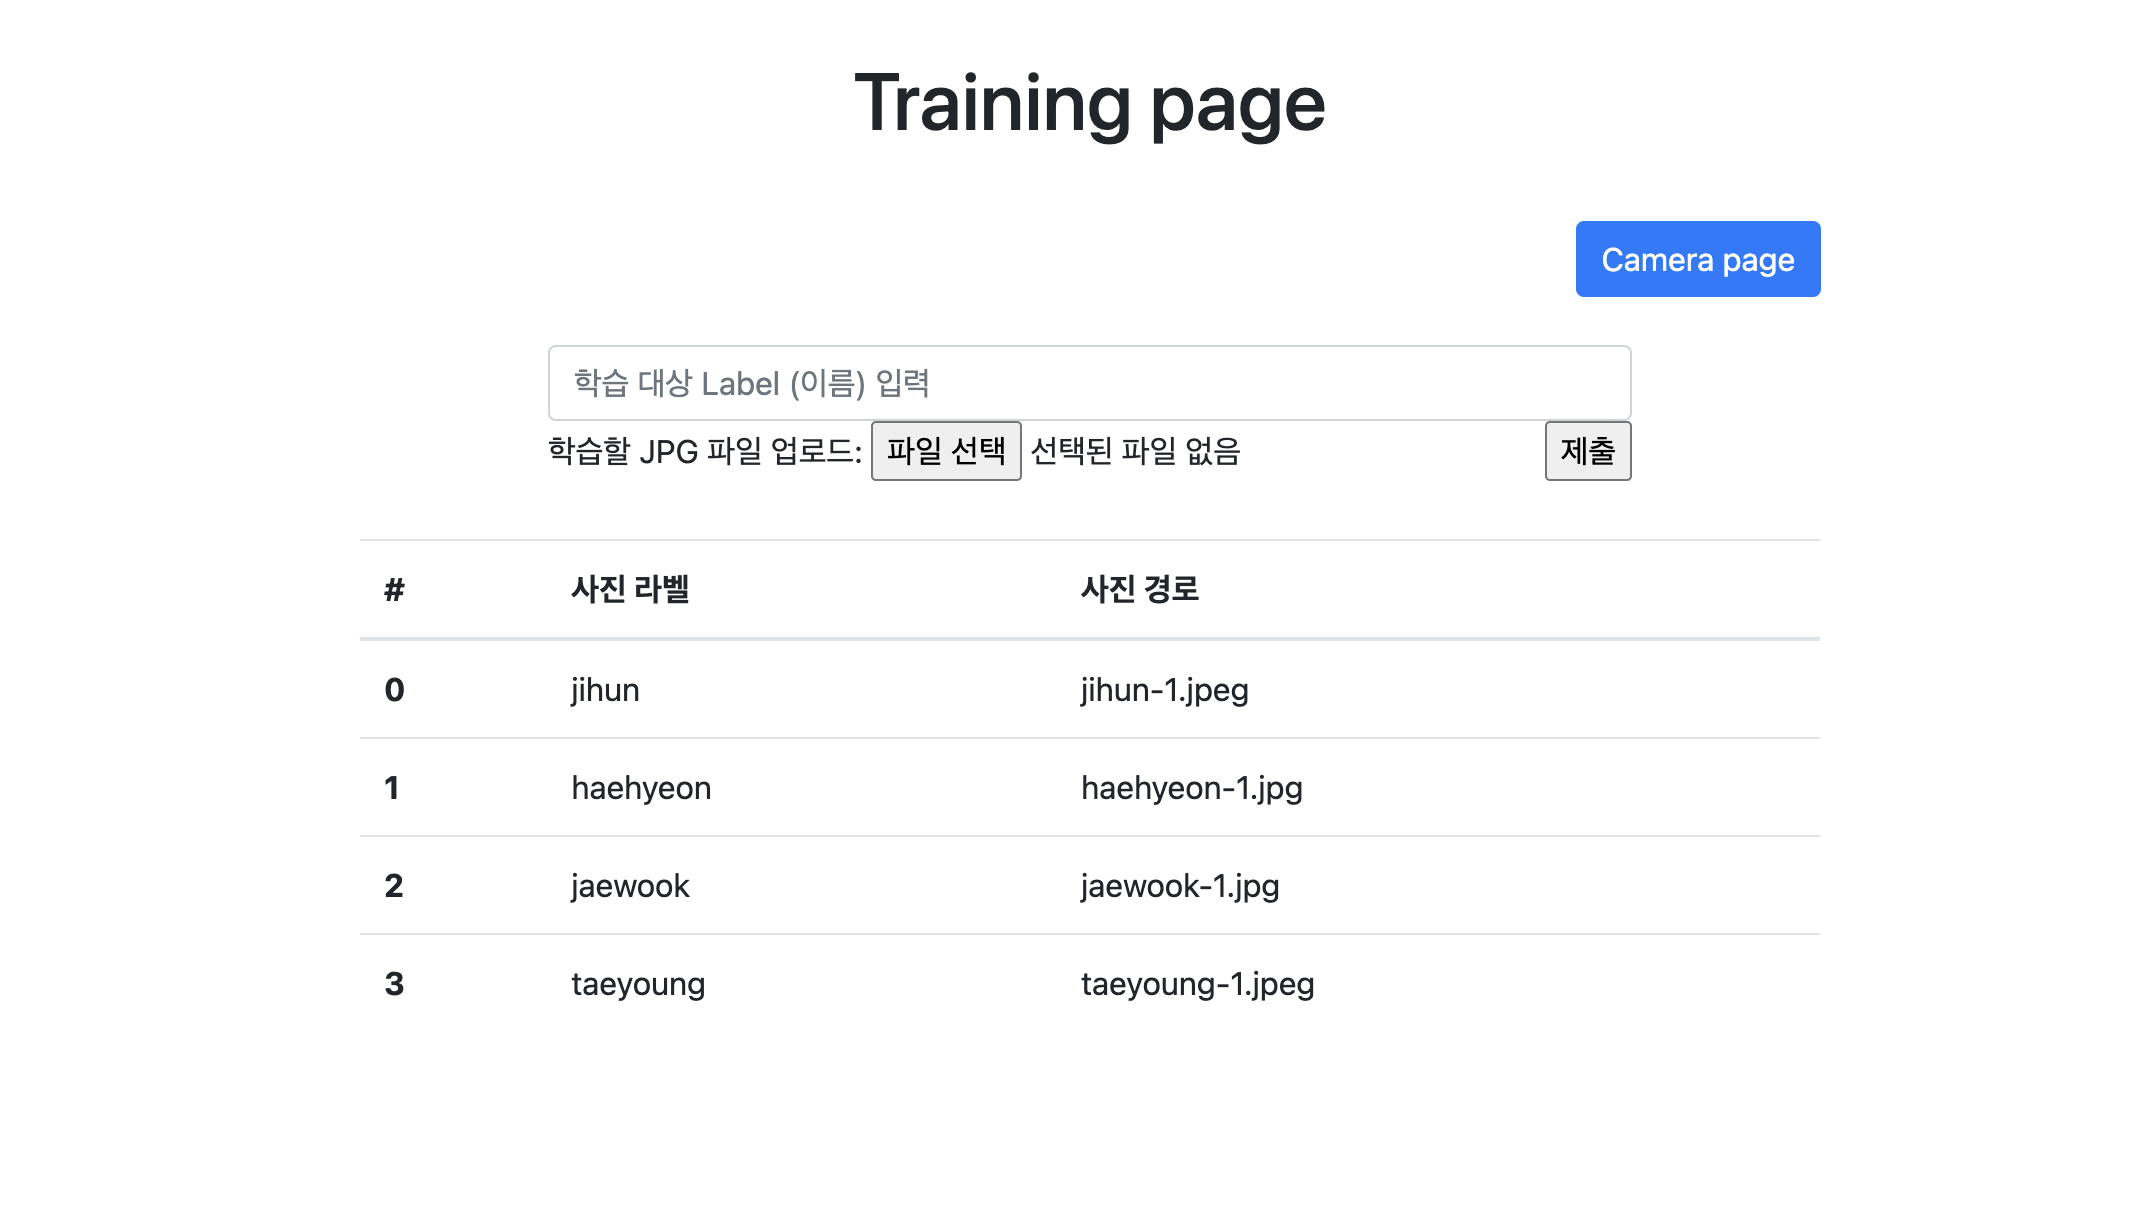 Training page
Camera page
학습 대상 Label (이름) 입력
학습할 JPG 파일 업로드: 파일 선택 선택된 파일 없음 제출
# 사진 라벨 사진 경로
0 jihun jihun-1.jpeg
1 haehyeon haehyeon-1.jpg
2 jaewook jaewook-1.jpg
3 taeyoung taeyoung-1.jpeg